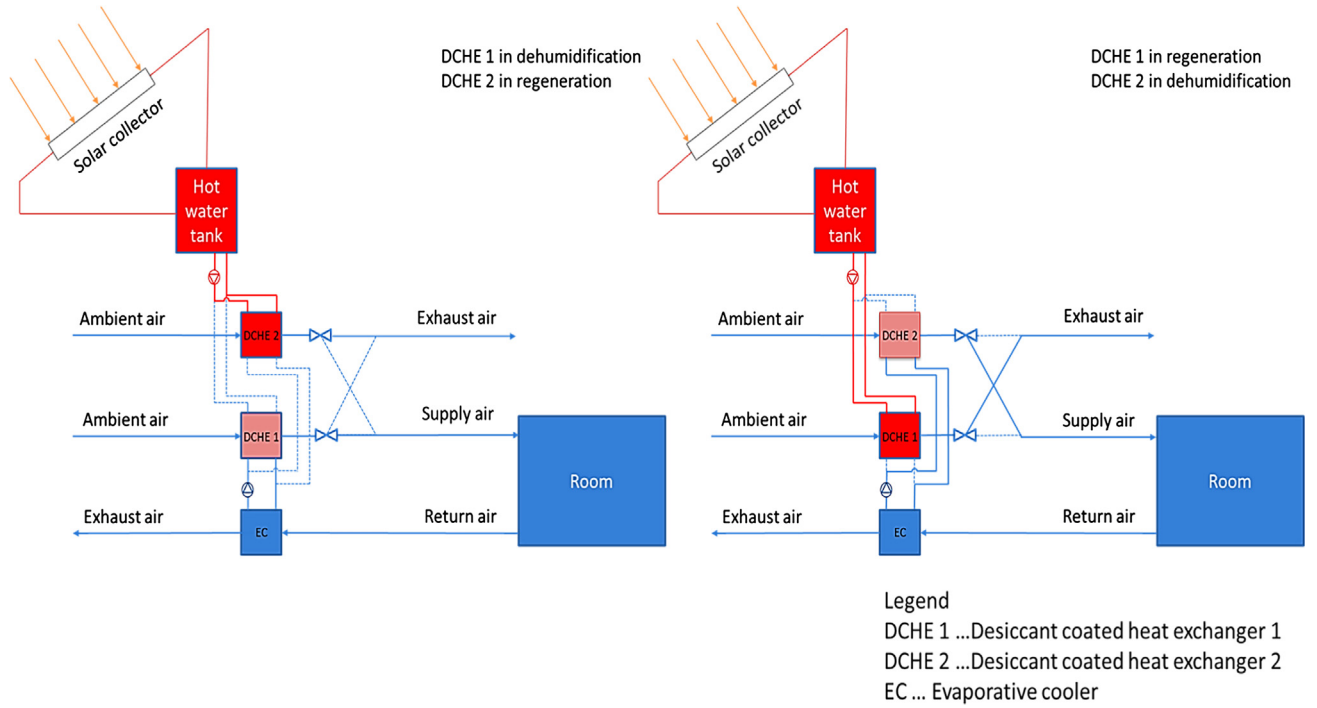 DCHE 1 in dehumidification
DCHE 2 in regeneration
Solar collector
Hot
water
tank
Ambient air
DCHE 2
Exhaust air
Ambient air
DCHE 1
Supply air
Room
Exhaust air
EC
Return air
DCHE 1 in regeneration
DCHE 2 in dehumidification
Solar collector
Hot
water
tank
Ambient air
DCHE 2
Exhaust air
Ambient air
DCHE 1
Supply air
Room
Exhaust air
EC
Return air
Legend
DCHE 1 ...Desiccant coated heat exchanger 1
DCHE 2 ...Desiccant coated heat exchanger 2
EC ... Evaporative cooler